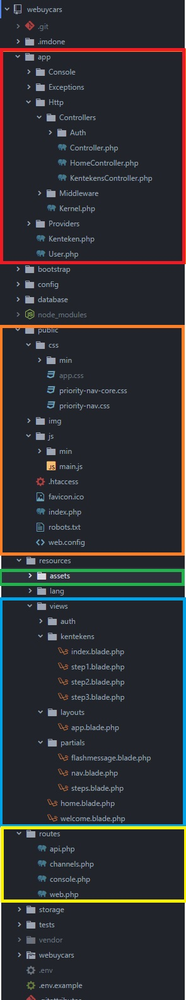 webuycars
.git
.imdone
app
Console
Exceptions
Http
Controllers
Auth
Controller.php
HomeController.php
KentekensController.php
Middleware
Kernel.php
Providers
Kenteken.php
User.php
bootstrap
config
database
node_modules
public
css
min
app.css
priority-nav-core.css
priority-nav.css
img
js
min
JS main.js
.htaccess
favicon.ico
index.php
robots.txt
web.config
resources
assets
lang
views
auth
kentekens
index.blade.php
step1.blade.php
step2.blade.php
step3.blade.php
layouts
app.blade.php
partials
flashmessage.blade.php
nav.blade.php
steps.blade.php
home.blade.php
welcome.blade.php
routes
api.php
channels.php
console.php
web.php
storage
tests
vendor
webuycars
.env
.env.example
.gitattributes